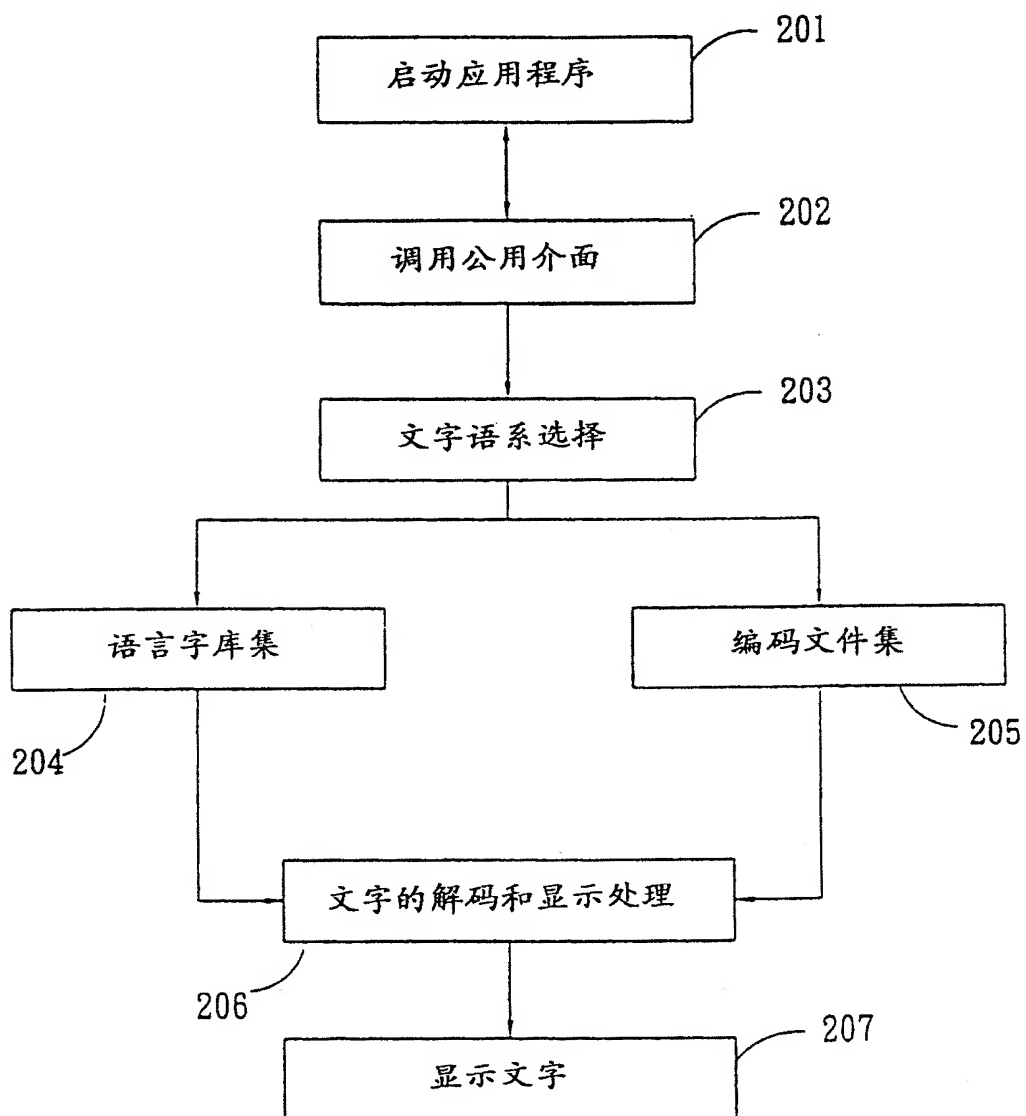 201
启动应用程序
202
调用公用介面
203
文字语系选择
语言字库集
编码文件集
204
205
文字的解码和显示处理
206
207
显示文字